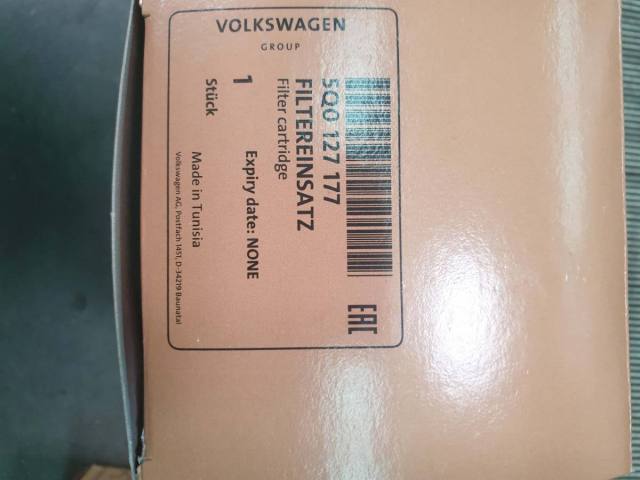 VOLKSWAGEN
GROUP
5Q0 127 177
FILTEREINSATZ
Filter cartridge
1
Expiry date: NONE
Stück
Made in Tunisia
Volkswagen AG, Postfach 1451, D-34219 Baunatal
EAC